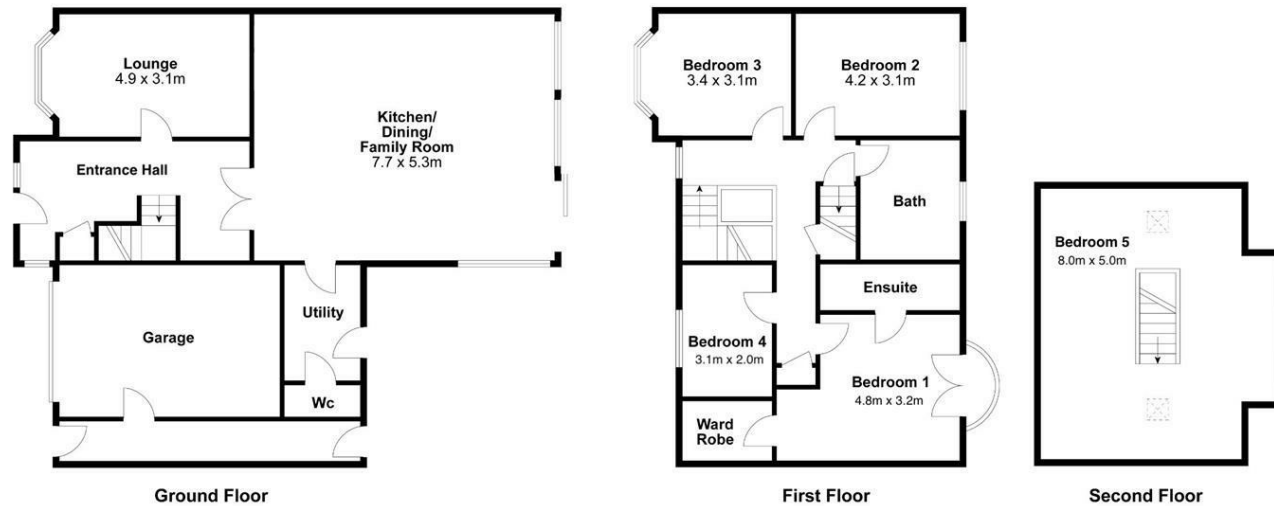 Lounge
4.9 x 3.1m
Kitchen/
Dining/
Family Room
7.7 x 5.3m
Entrance Hall
Garage
Utility
Wc
Ground Floor
Bedroom 3
3.4 x 3.1m
Bedroom 2
4.2 x 3.1m
Bath
Ensuite
Bedroom 4
3.1m x 2.0m
Bedroom 1
4.8m x 3.2m
Ward
Robe
First Floor
Bedroom 5
8.0m x 5.0m
Second Floor